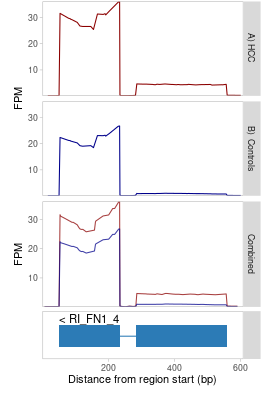 30
20
10
FPM
A) HCC
30
20
10
B) Controls
30
20
10
FPM
Combined
< RI_FN1_4
200
400
600
Distance from region start (bp)